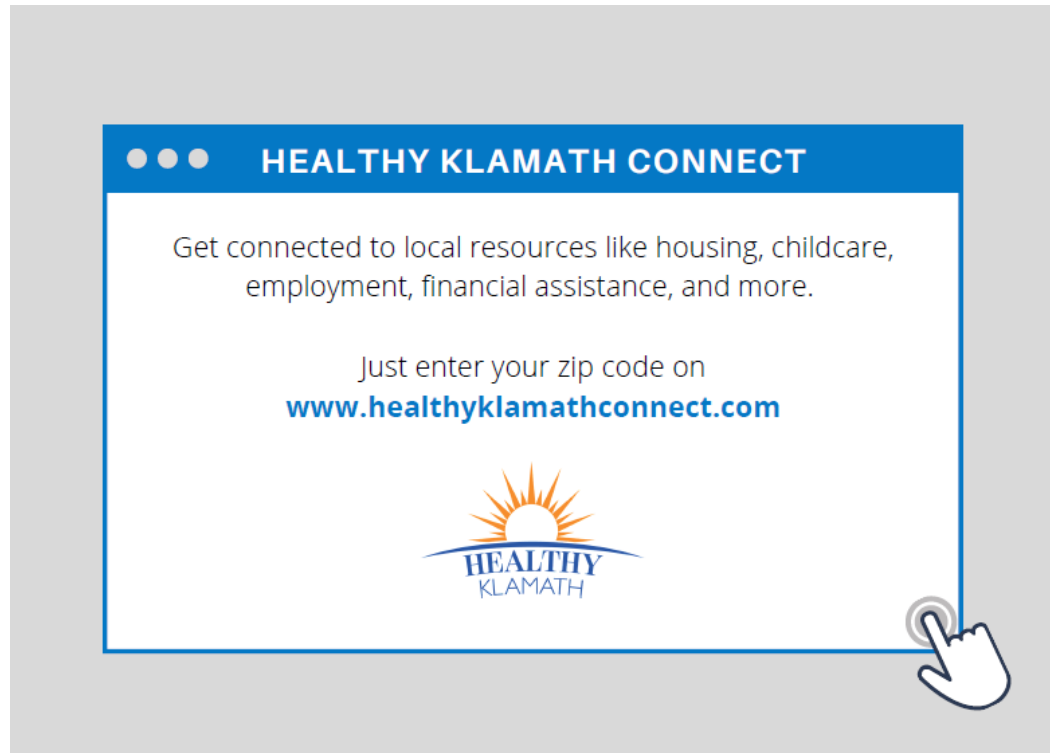 HEALTHY KLAMATH CONNECT
Get connected to local resources like housing, childcare,
employment, financial assistance, and more.
Just enter your zip code on
www.healthyklamathconnect.com
HEALTHY
KLAMATH